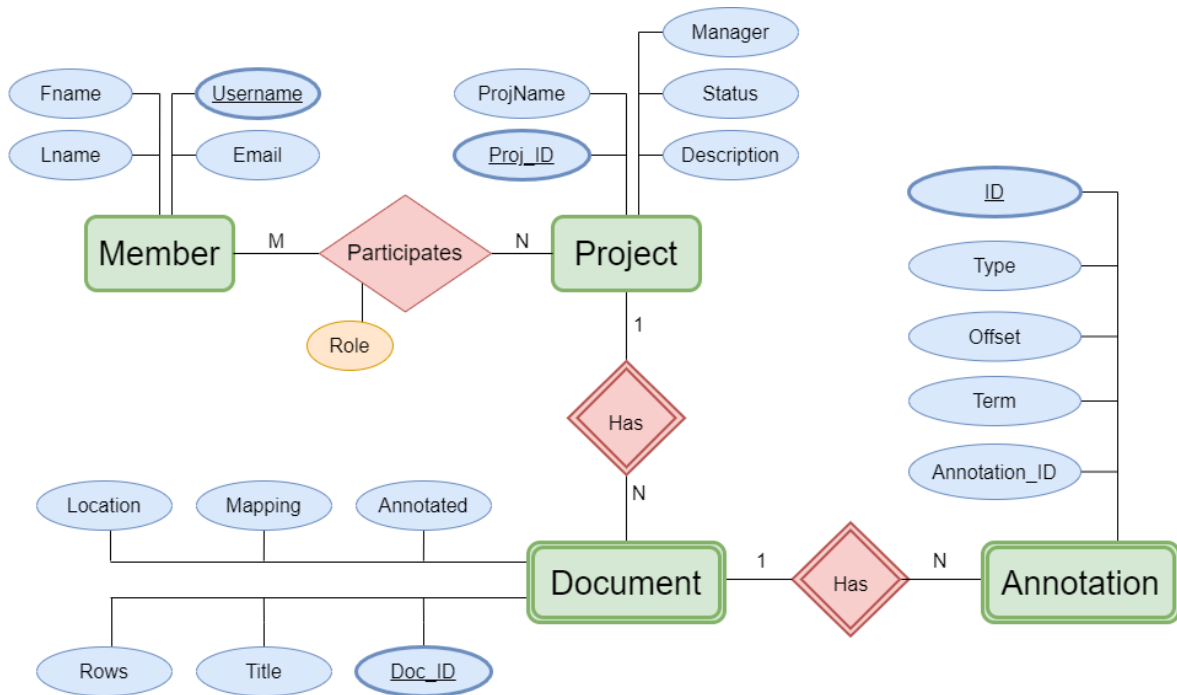 Manager
Fname
Username
ProjName
Status
Lname
Email
Proj_ID
Description
ID
Member
M
Participates
N
Project
Type
1
Role
Offset
Term
Has
Annotation_ID
N
Location
Mapping
Annotated
Document
1
Has
N
Annotation
Rows
Title
Doc_ID